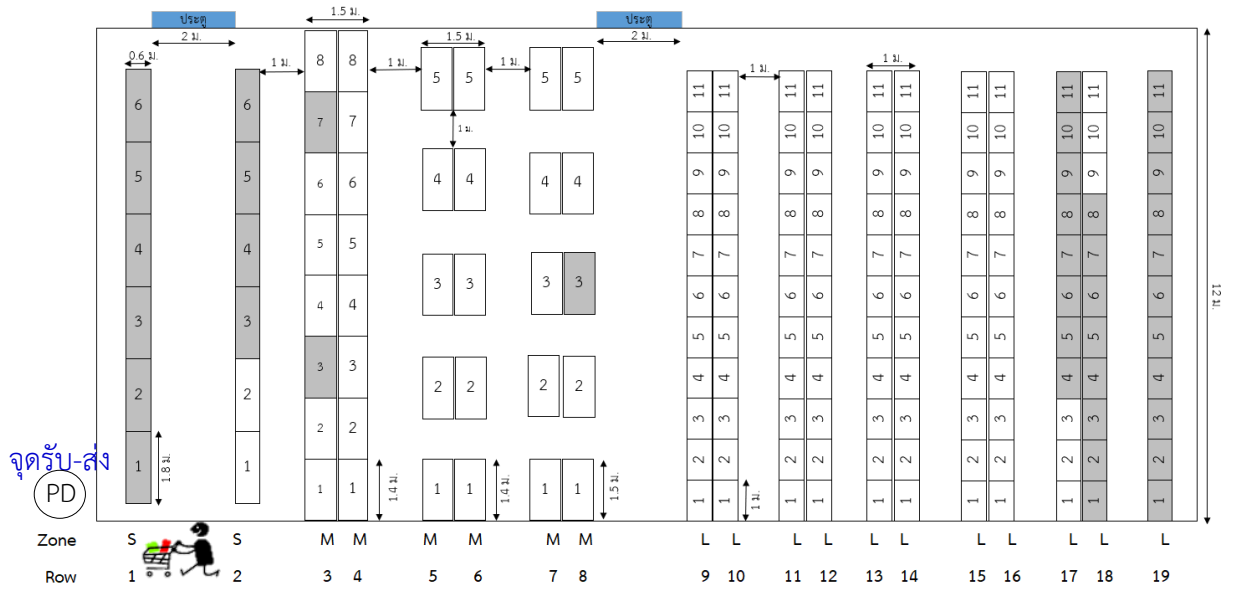 ประตู 1.5 ม. ประตู
2 ม. 1.5 ม. 2 ม.
0.6 ม. 1 ม. 8 8 1 ม. 1 ม. 1 ม. 1 ม.
5 5 5 5
11 11 11 11 11 11 11 11 11 11 11
6 6
7 7 1 ม. 10 10 10 10 10 10 10 10 10 10 10
5 5 6 6 4 4 4 4 9 9 9 9 9 9 9 9 9 9 9
8 8 8 8 8 8 8 8 8 8 8
4 4 5 5 7 7 7 7 7 7 7 7 7 7 7
3 3 3 3
4 4 6 6 6 6 6 6 6 6 6 6 6 12 ม.
3 3 5 5 5 5 5 5 5 5 5 5 5
3 3 4 4 4 4 4 4 4 4 4 4 4
2 2 2 2 2 2
2 2 3 3 3 3 3 3 3 3 3 3 3
จุดรับ-ส่ง 2 2 2 2 2 2 2 2 2 2 2
1 1.8 ม. 1
PD 1 1 1.4 ม. 1 1 1.4 ม. 1 1 1.5 ม. 1 1 1 ม. 1 1 1 1 1 1 1 1 1
Zone S S M M M M M M L L L L L L L L L L L
Row 1 2 3 4 5 6 7 8 9 10 11 12 13 14 15 16 17 18 19